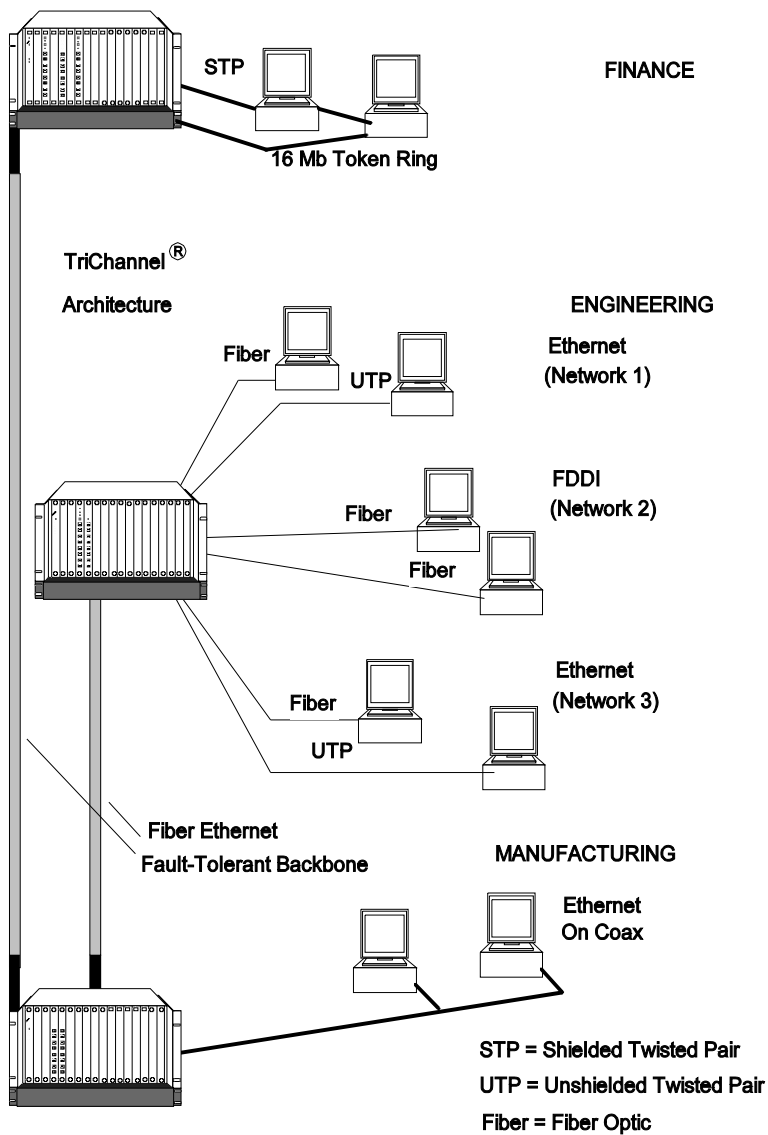 STP
FINANCE
16 Mb Token Ring
TriChannel ®
Architecture
ENGINEERING
Ethernet
(Network 1)
Fiber
UTP
FDDI
(Network 2)
Fiber
Fiber
Ethernet
(Network 3)
Fiber
UTP
Fiber Ethernet
Fault-Tolerant Backbone
MANUFACTURING
Ethernet
On Coax
STP = Shielded Twisted Pair
UTP = Unshielded Twisted Pair
Fiber = Fiber Optic